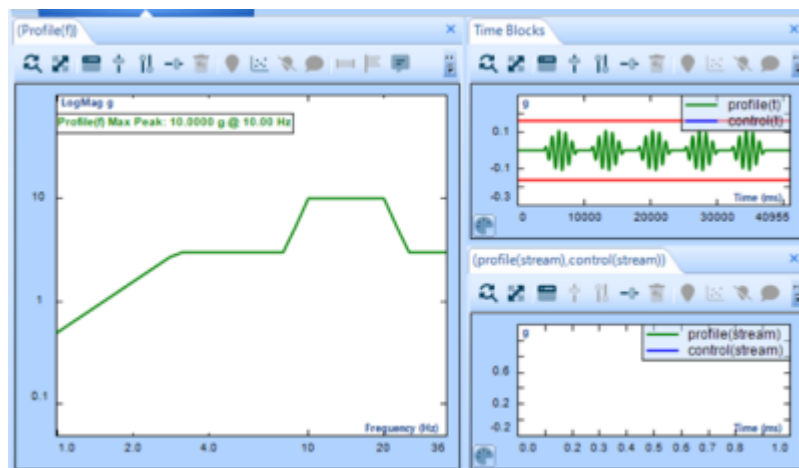 (Profile(f))
LogMag g
Profile(f) Max Peak: 10.0000 g @ 10.00 Hz
10
1
0.1
Frequency (Hz)
1.0 2.0 4.0 10 20 36
Time Blocks
g
profile(t)
control(t)
0.1
-0.1
-0.3
Time (ms)
0 10000 20000 30000 40955
(profile(stream),control(stream))
g
profile(stream)
control(stream)
0.6
0.2
-0.2
Time (ms)
0.0 0.2 0.3 0.4 0.5 0.6 0.7 0.8 1.0